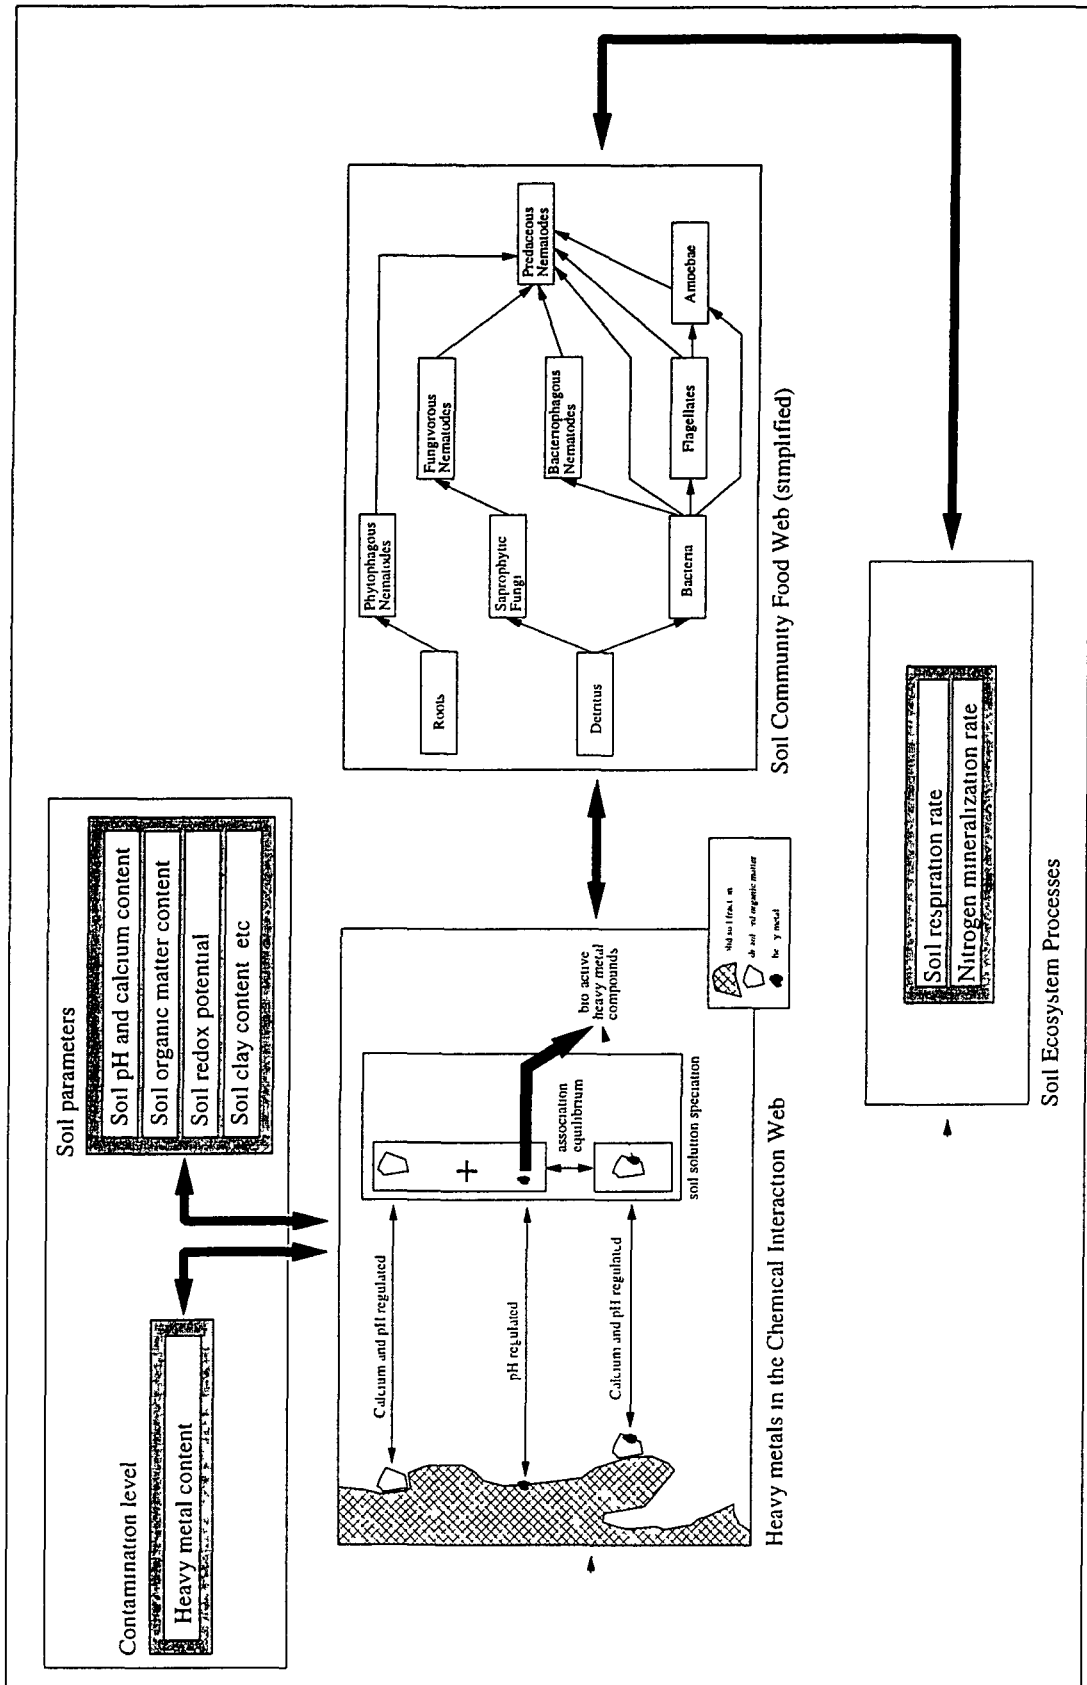 Contamination level
Heavy metal content
Soil parameters
Soil pH and calcium content
Soil organic matter content
Soil redox potential
Soil clay content etc
Calcium and pH regulated
pH regulated
Calcium and pH regulated
+
association
equilibrium
soil solution speciation
bio active
heavy metal
compounds
organic matter
metal
Heavy metals in the Chemical Interaction Web
Roots
Detritus
Phytophagous
Nematodes
Saprophytic
Fungi
Bacteria
Fungivorous
Nematodes
Bacteriophagous
Nematodes
Flagellates
Predaceous
Nematodes
Amoebae
Soil Community Food Web (simplified)
Soil respiration rate
Nitrogen mineralization rate
Soil Ecosystem Processes